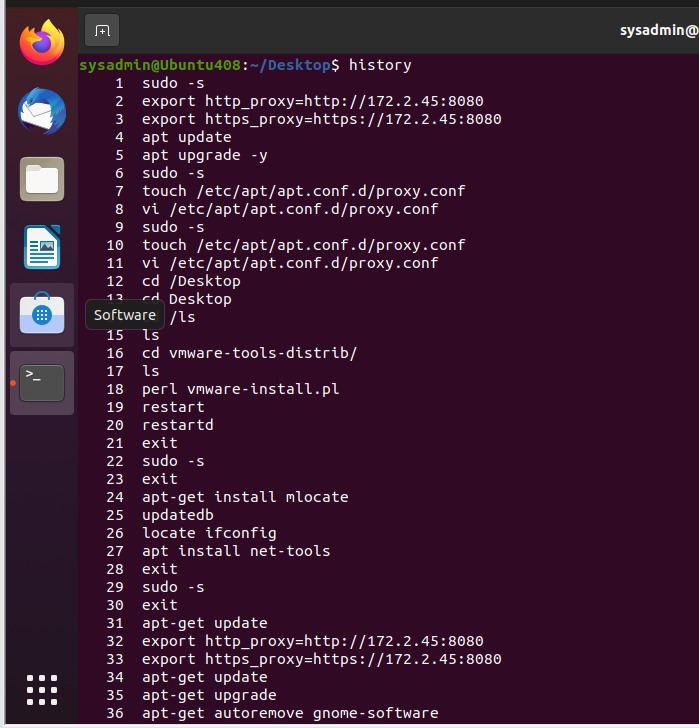 sysadmin@
sysadmin@Ubuntu408:~/Desktop$ history
1 sudo -s
2 export http_proxy=http://172.2.45:8080
3 export https_proxy=https://172.2.45:8080
4 apt update
5 apt upgrade -y
6 sudo -s
7 touch /etc/apt/apt.conf.d/proxy.conf
8 vi /etc/apt/apt.conf.d/proxy.conf
9 sudo -s
10 touch /etc/apt/apt.conf.d/proxy.conf
11 vi /etc/apt/apt.conf.d/proxy.conf
12 cd /Desktop
13 cd Desktop
Software
/ls
15 ls
16 cd vmware-tools-distrib/
17 ls
18 perl vmware-install.pl
19 restart
20 restartd
21 exit
22 sudo -s
23 exit
24 apt-get install mlocate
25 updatedb
26 locate ifconfig
27 apt install net-tools
28 exit
29 sudo -s
30 exit
31 apt-get update
32 export http_proxy=http://172.2.45:8080
33 export https_proxy=https://172.2.45:8080
34 apt-get update
35 apt-get upgrade
36 apt-get autoremove gnome-software